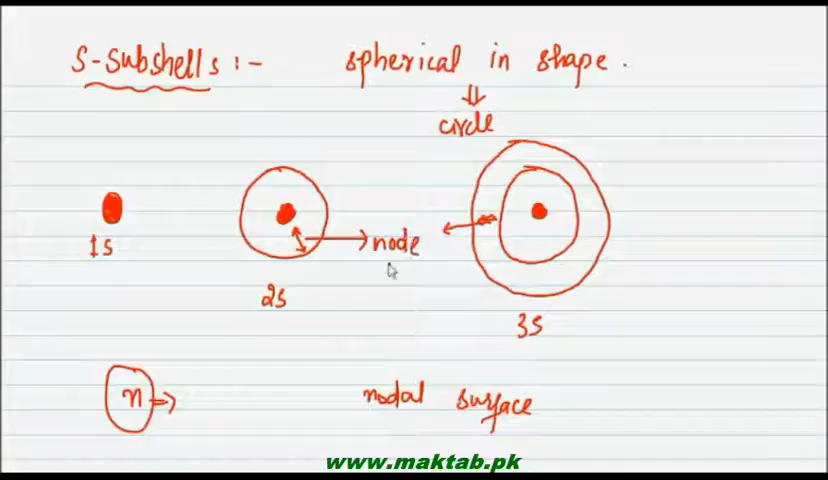 S-Subshells :- spherical in shape .
⇓
circle
node
1s
2s
3s
n ⇒ nodal surface
www.maktab.pk